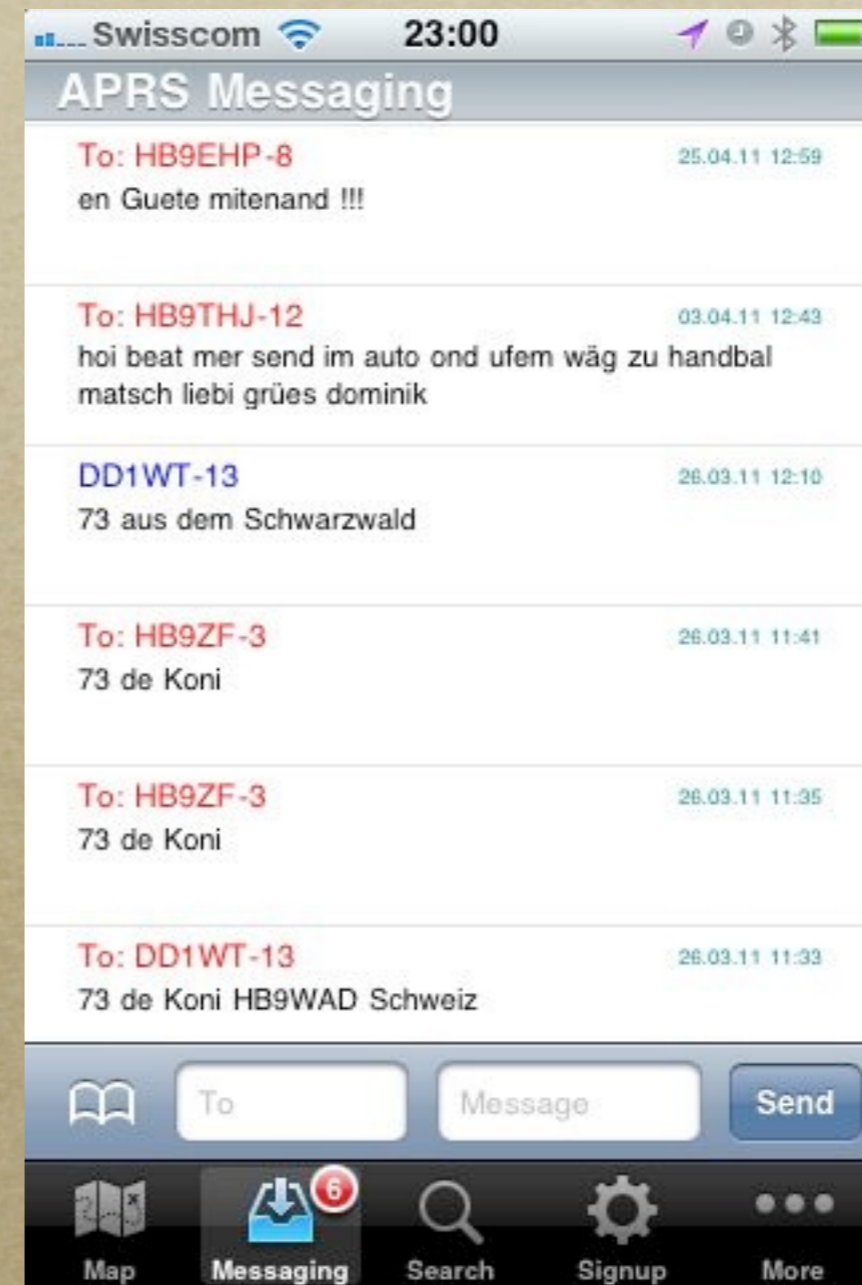 Swisscom 23:00
APRS Messaging
To: HB9EHP-8 25.04.11 12:59
en Guete mitenand !!!
To: HB9THJ-12 03.04.11 12:43
hoi beat mer send im auto ond ufem wäg zu handbal
matsch liebi grües dominik
DD1WT-13 26.03.11 12:10
73 aus dem Schwarzwald
To: HB9ZF-3 26.03.11 11:41
73 de Koni
To: HB9ZF-3 26.03.11 11:35
73 de Koni
To: DD1WT-13 26.03.11 11:33
73 de Koni HB9WAD Schweiz
To Message Send
6
Map Messaging Search Signup More